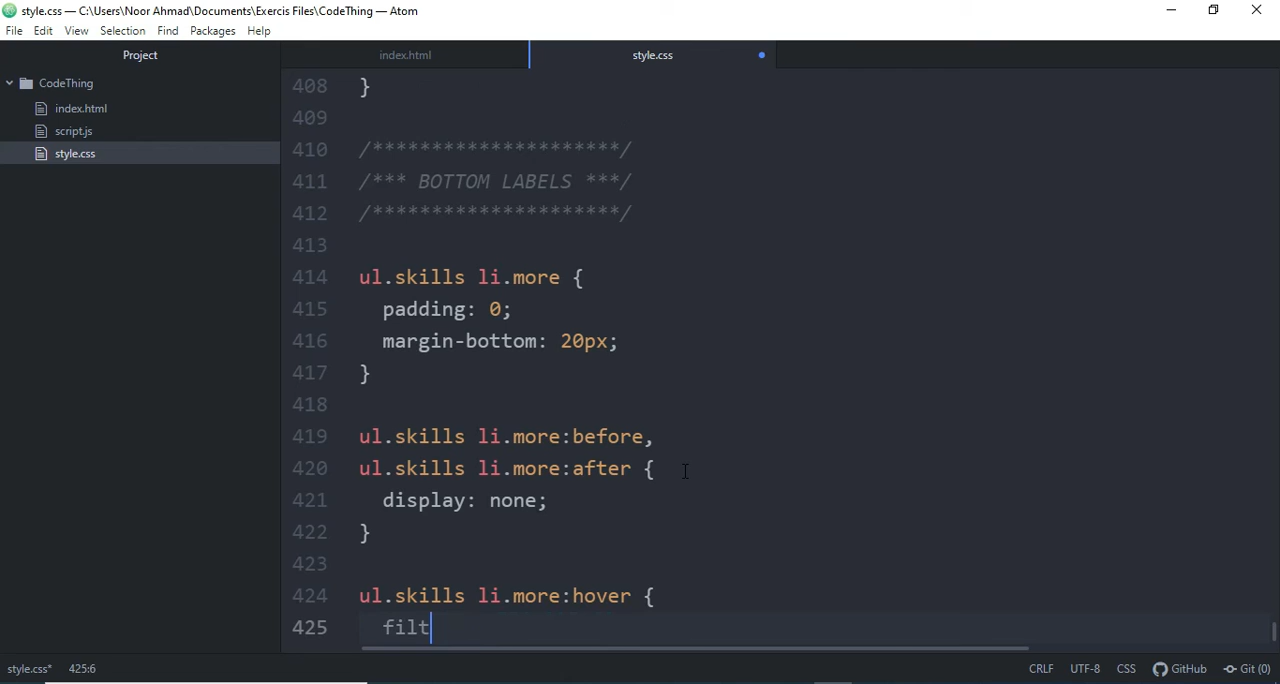 style.css — C:\Users\Noor Ahmad\Documents\Exercis Files\CodeThing — Atom
File Edit View Selection Find Packages Help
Project
index.html
style.css
CodeThing
index.html
script.js
style.css
408 }
409
410 /*********************/
411 /*** BOTTOM LABELS ***/
412 /*********************/
413
414 ul.skills li.more {
415 padding: 0;
416 margin-bottom: 20px;
417 }
418
419 ul.skills li.more:before,
420 ul.skills li.more:after {
421 display: none;
422 }
423
424 ul.skills li.more:hover {
425 filt
style.css* 425:6 CRLF UTF-8 CSS GitHub Git (0)